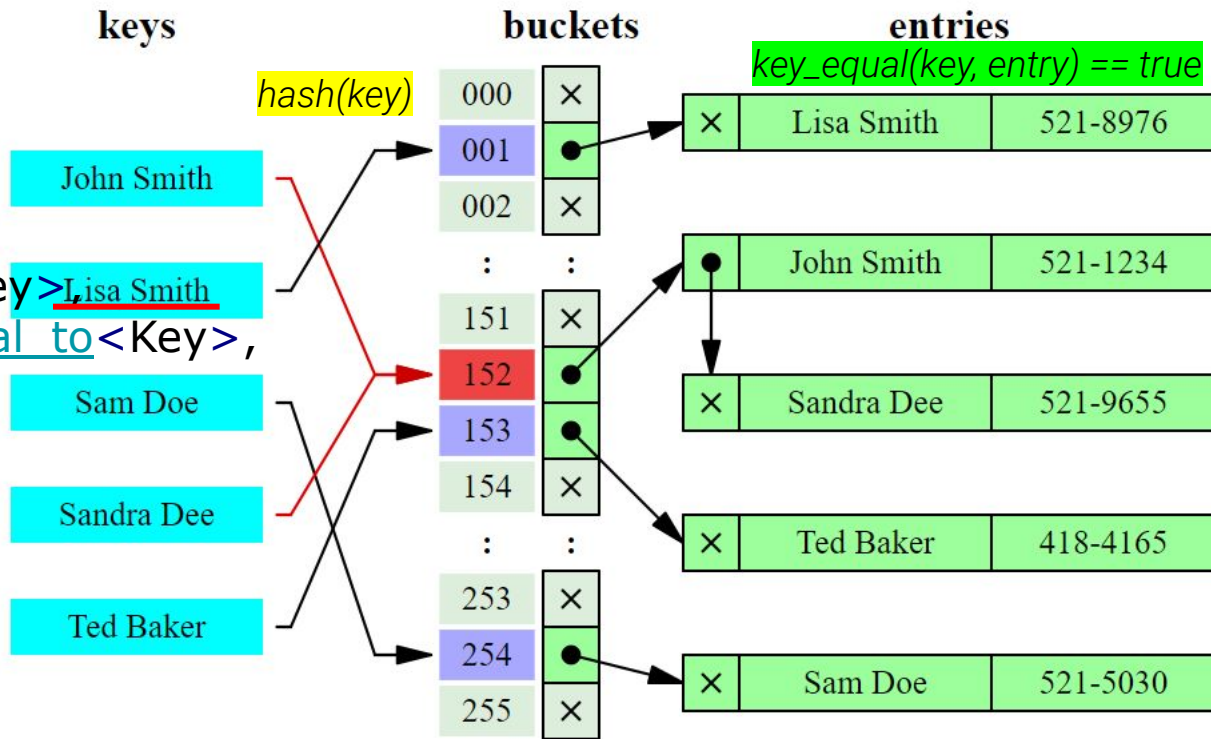 keys
buckets
entries
hash(key)
key_equal(key, entry) == true
John Smith
Lisa Smith
ey>,
al to<Key>,
Sam Doe
Sandra Dee
Ted Baker
000 ×
001
002 ×
: :
151 ×
152
153
154 ×
: :
253 ×
254
255 ×
× Lisa Smith 521-8976
John Smith 521-1234
× Sandra Dee 521-9655
× Ted Baker 418-4165
× Sam Doe 521-5030